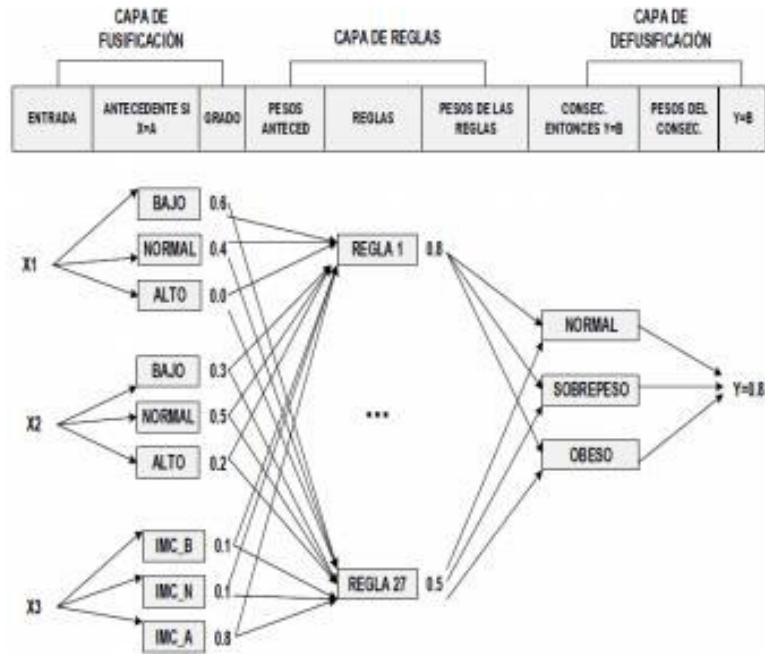 CAPA DE
FUSIFICACIÓN
CAPA DE REGLAS
CAPA DE
DEFUSIFICACIÓN
ENTRADA
ANTECEDENTE SI
X=A
GRADO
PESOS
ANTECED
REGLAS
PESOS DE LAS
REGLAS
CONSEC.
ENTONCES Y=B
PESOS DEL
CONSEC.
Y=B
X1
BAJO 0.6
NORMAL 0.4
ALTO 0.0
X2
BAJO 0.3
NORMAL 0.5
ALTO 0.2
X3
IMC_B 0.1
IMC_N 0.1
IMC_A 0.8
REGLA 1 0.8
...
REGLA 27 0.5
NORMAL
SOBREPESO
OBESO
Y=0.8